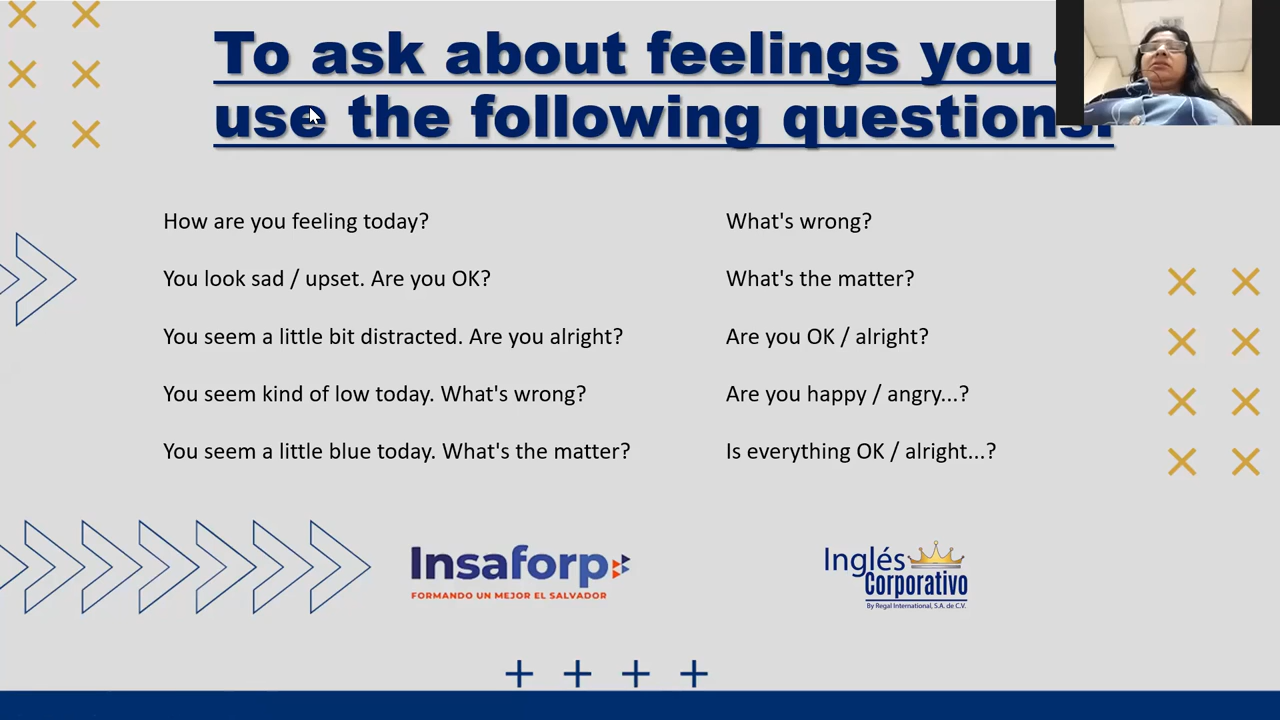 To ask about feelings you
use the following questions:
How are you feeling today?
You look sad / upset. Are you OK?
You seem a little bit distracted. Are you alright?
You seem kind of low today. What's wrong?
You seem a little blue today. What's the matter?
What's wrong?
What's the matter?
Are you OK / alright?
Are you happy / angry...?
Is everything OK / alright...?
Insaforp
FORMANDO UN MEJOR EL SALVADOR
Inglés
Corporativo
By Regal International, S.A. de C.V.